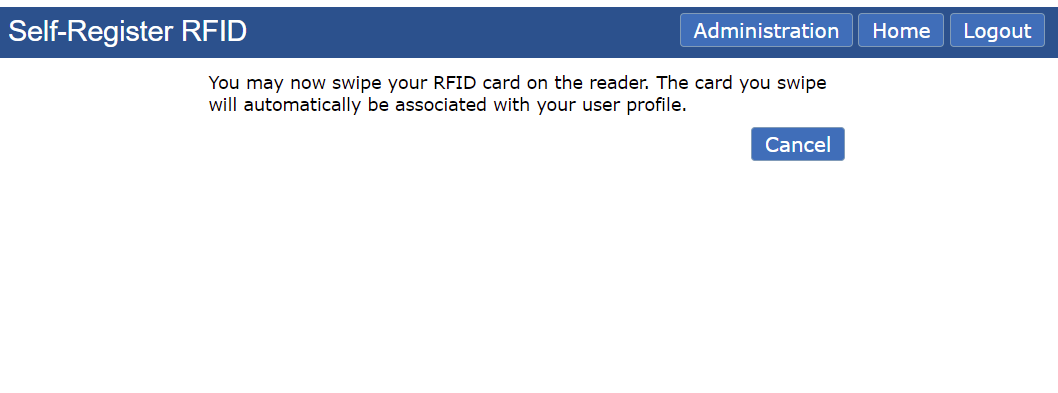 Self-Register RFID
Administration
Home
Logout
You may now swipe your RFID card on the reader. The card you swipe
will automatically be associated with your user profile.
Cancel